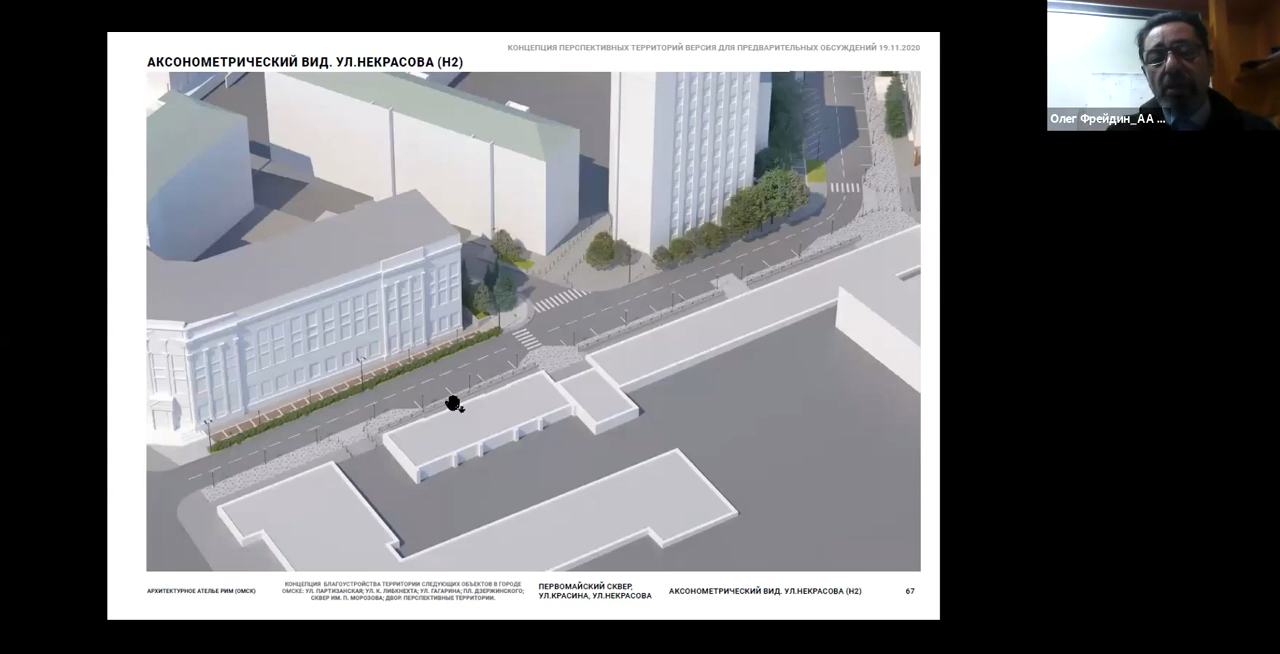 КОНЦЕПЦИЯ ПЕРСПЕКТИВНЫХ ТЕРРИТОРИЙ ВЕРСИЯ ДЛЯ ПРЕДВАРИТЕЛЬНЫХ ОБСУЖДЕНИЙ 19.11.2020
АКСОНОМЕТРИЧЕСКИЙ ВИД. УЛ.НЕКРАСОВА (Н2)
Олег Фрейдин_АА ...
АРХИТЕКТУРНОЕ АТЕЛЬЕ РИМ (ОМСК)
КОНЦЕПЦИЯ БЛАГОУСТРОЙСТВА ТЕРРИТОРИИ СЛЕДУЮЩИХ ОБЪЕКТОВ В ГОРОДЕ
ОМСКЕ: УЛ. ПАРТИЗАНСКАЯ; УЛ. К. ЛИБКНЕХТА; УЛ. ГАГАРИНА; ПЛ. ДЗЕРЖИНСКОГО;
СКВЕР ИМ. П. МОРОЗОВА; ДВОР. ПЕРСПЕКТИВНЫЕ ТЕРРИТОРИИ.
ПЕРВОМАЙСКИЙ СКВЕР,
УЛ.КРАСИНА, УЛ.НЕКРАСОВА
АКСОНОМЕТРИЧЕСКИЙ ВИД. УЛ.НЕКРАСОВА (Н2)
67